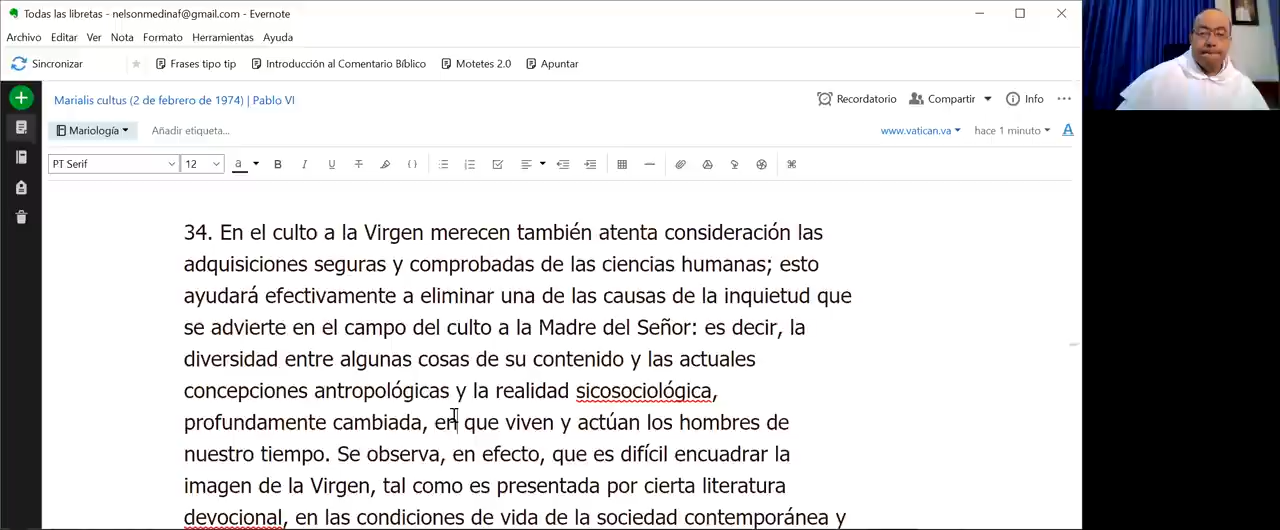 Todas las libretas - nelsonmedinaf@gmail.com - Evernote
Archivo Editar Ver Nota Formato Herramientas Ayuda
Sincronizar Frases tipo tip Introducción al Comentario Bíblico Motetes 2.0 Apuntar
Marialis cultus (2 de febrero de 1974) | Pablo VI Recordatorio Compartir Info
Mariología Añadir etiqueta... www.vatican.va hace 1 minuto A
PT Serif 12 a B I U T
34. En el culto a la Virgen merecen también atenta consideración las
adquisiciones seguras y comprobadas de las ciencias humanas; esto
ayudará efectivamente a eliminar una de las causas de la inquietud que
se advierte en el campo del culto a la Madre del Señor: es decir, la
diversidad entre algunas cosas de su contenido y las actuales
concepciones antropológicas y la realidad sicosociológica,
profundamente cambiada, en que viven y actúan los hombres de
nuestro tiempo. Se observa, en efecto, que es difícil encuadrar la
imagen de la Virgen, tal como es presentada por cierta literatura
devocional, en las condiciones de vida de la sociedad contemporánea y